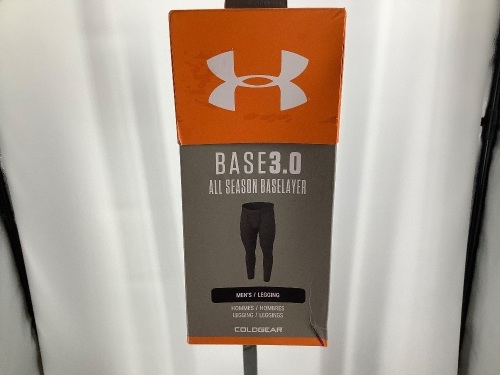 BASE3.0
ALL SEASON BASELAYER
MEN'S / LEGGING
HOMMES / HOMBRES
LEGGING / LEGGINGS
COLDGEAR